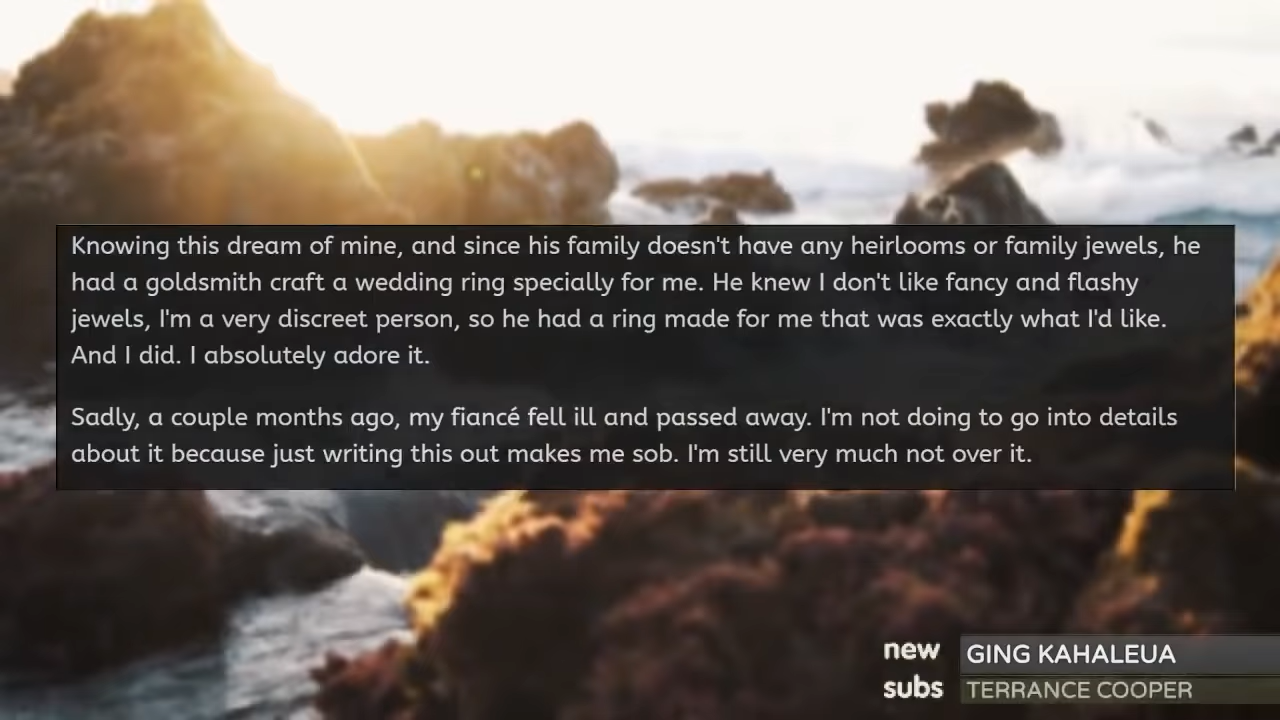 Knowing this dream of mine, and since his family doesn't have any heirlooms or family jewels, he
had a goldsmith craft a wedding ring specially for me. He knew I don't like fancy and flashy
jewels, I'm a very discreet person, so he had a ring made for me that was exactly what I'd like.
And I did. I absolutely adore it.
Sadly, a couple months ago, my fiancé fell ill and passed away. I'm not doing to go into details
about it because just writing this out makes me sob. I'm still very much not over it.
new
GING KAHALEUA
subs
TERRANCE COOPER